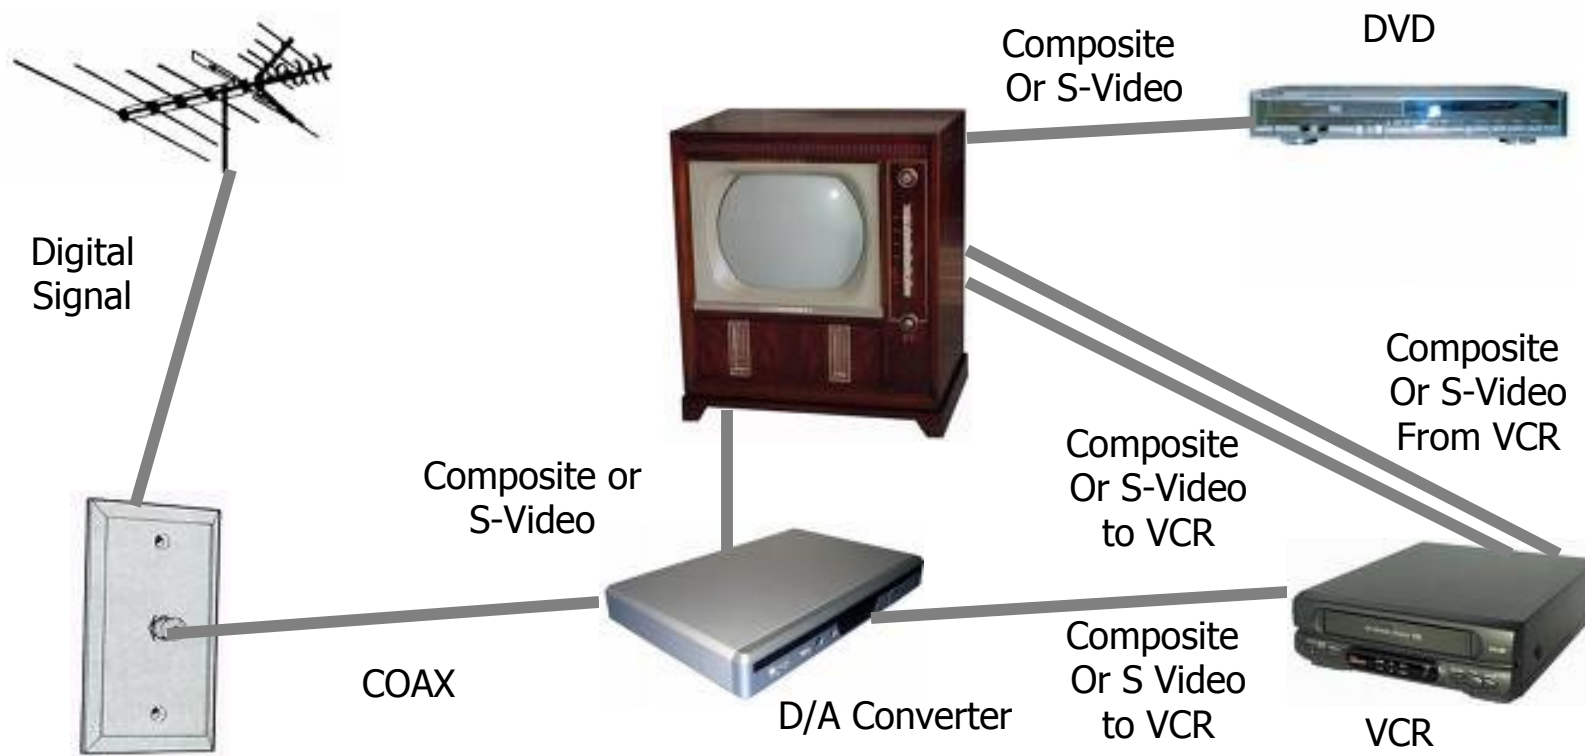 DVD
Composite
Or S-Video
Digital
Signal
Composite
Or S-Video
From VCR
Composite
Or S-Video
to VCR
Composite or
S-Video
COAX
D/A Converter
Composite
Or S Video
to VCR
VCR